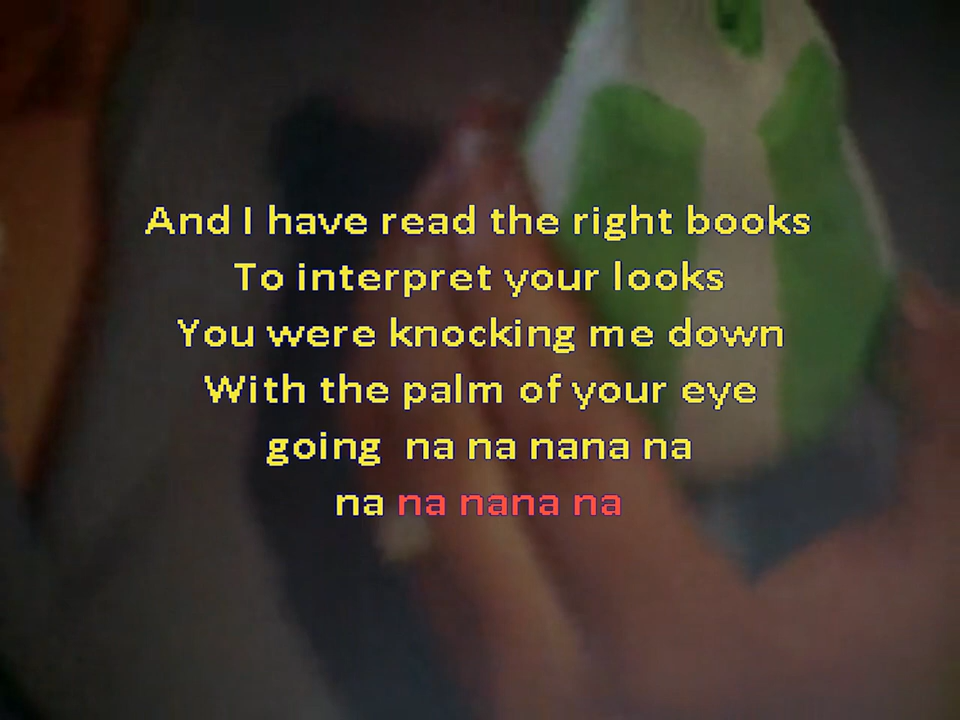 And I have read the right books
To interpret your looks
You were knocking me down
With the palm of your eye
going  na na nana na
na na nana na